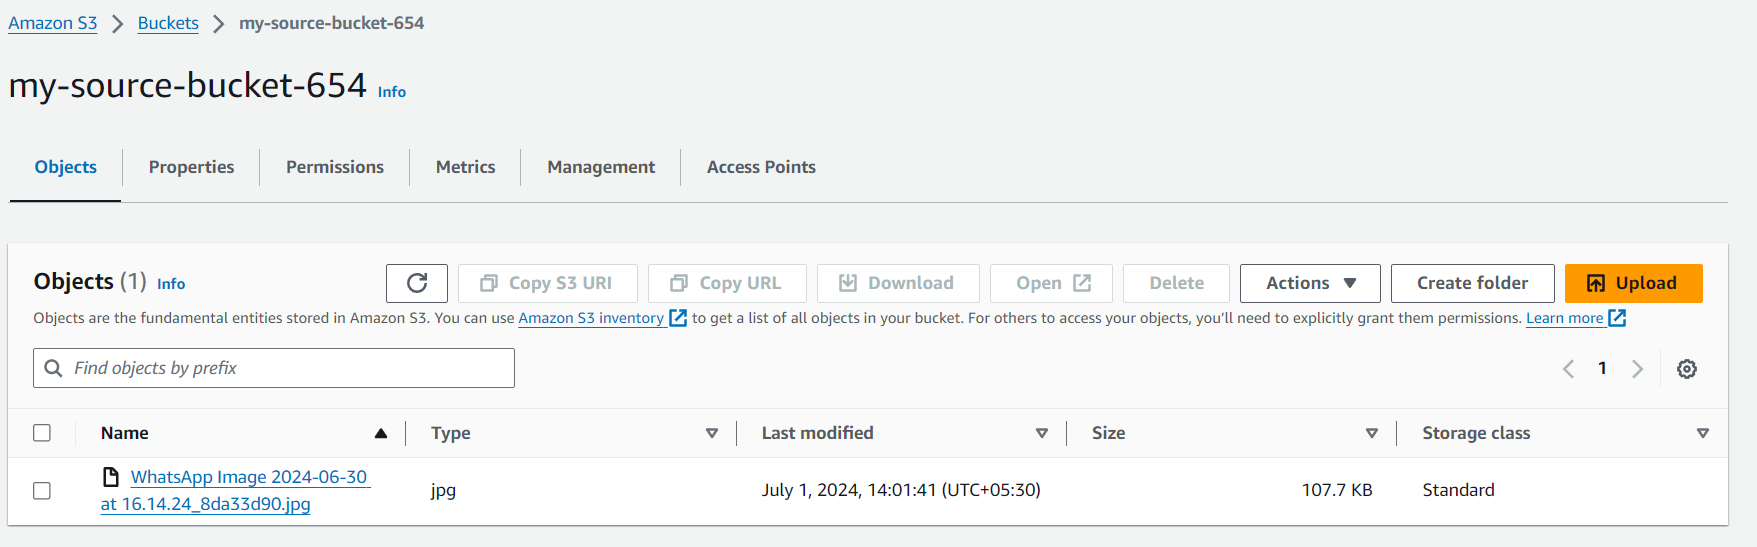 Amazon S3 > Buckets > my-source-bucket-654
my-source-bucket-654 Info
Objects Properties Permissions Metrics Management Access Points
Objects (1) Info Copy S3 URI Copy URL Download Open Delete Actions Create folder Upload
Objects are the fundamental entities stored in Amazon S3. You can use Amazon S3 inventory to get a list of all objects in your bucket. For others to access your objects, you’ll need to explicitly grant them permissions. Learn more
Find objects by prefix 1
Name Type Last modified Size Storage class
WhatsApp Image 2024-06-30
at 16.14.24_8da33d90.jpg jpg July 1, 2024, 14:01:41 (UTC+05:30) 107.7 KB Standard